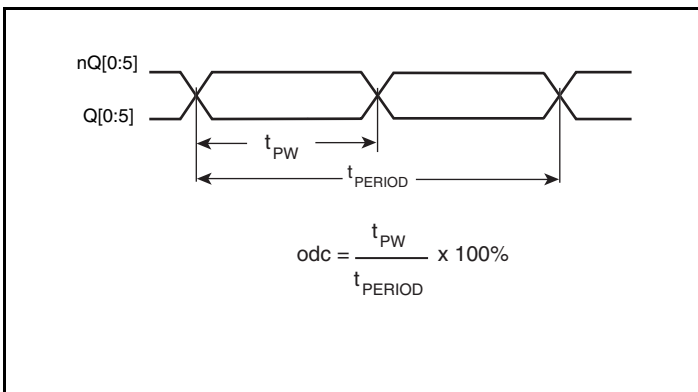 nQ[0:5]
Q[0:5]
tPW
tPERIOD
odc = tPW / tPERIOD x 100%